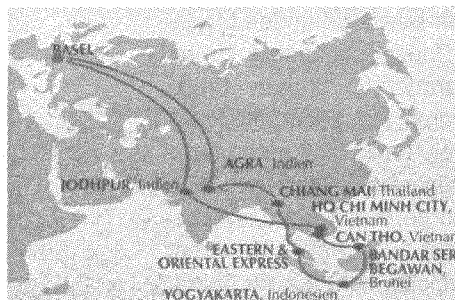 BASEL
AGRA, Indien
JODHPUR, Indien
CHIANG MAI, Thailand
HO CHI MINH CITY,
Vietnam
CAN THO, Vietnam
EASTERN &
ORIENTAL EXPRESS
BANDAR SERI
BEGAWAN,
Brunei
YOGYAKARTA, Indonesien